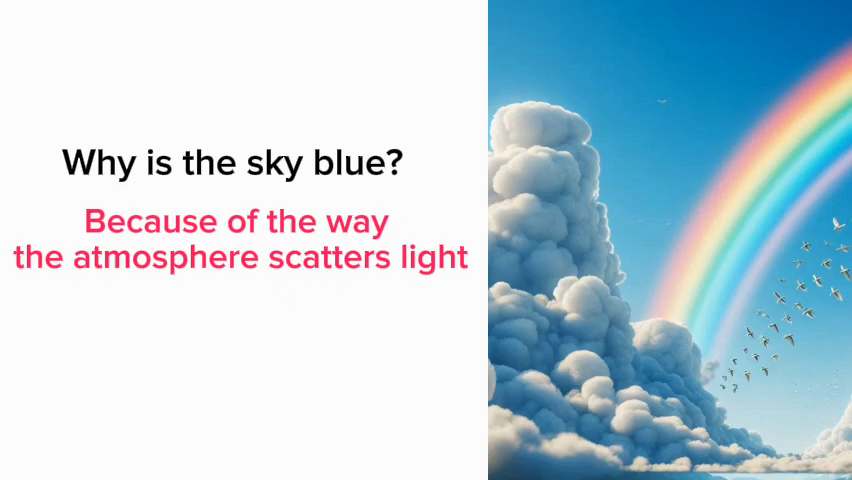 Why is the sky blue?
Because of the way
the atmosphere scatters light